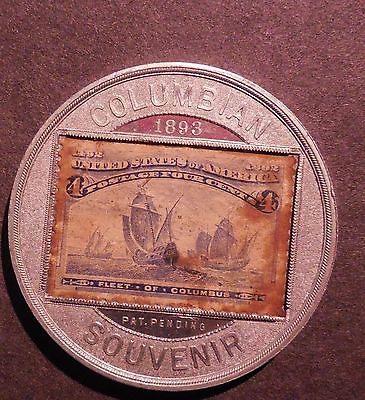 COLUMBIAN
1893
1492 1892
UNITED STATES OF AMERICA
POSTAGE FOUR CENTS
4 4
FLEET OF COLUMBUS
PAT. PENDING
SOUVENIR